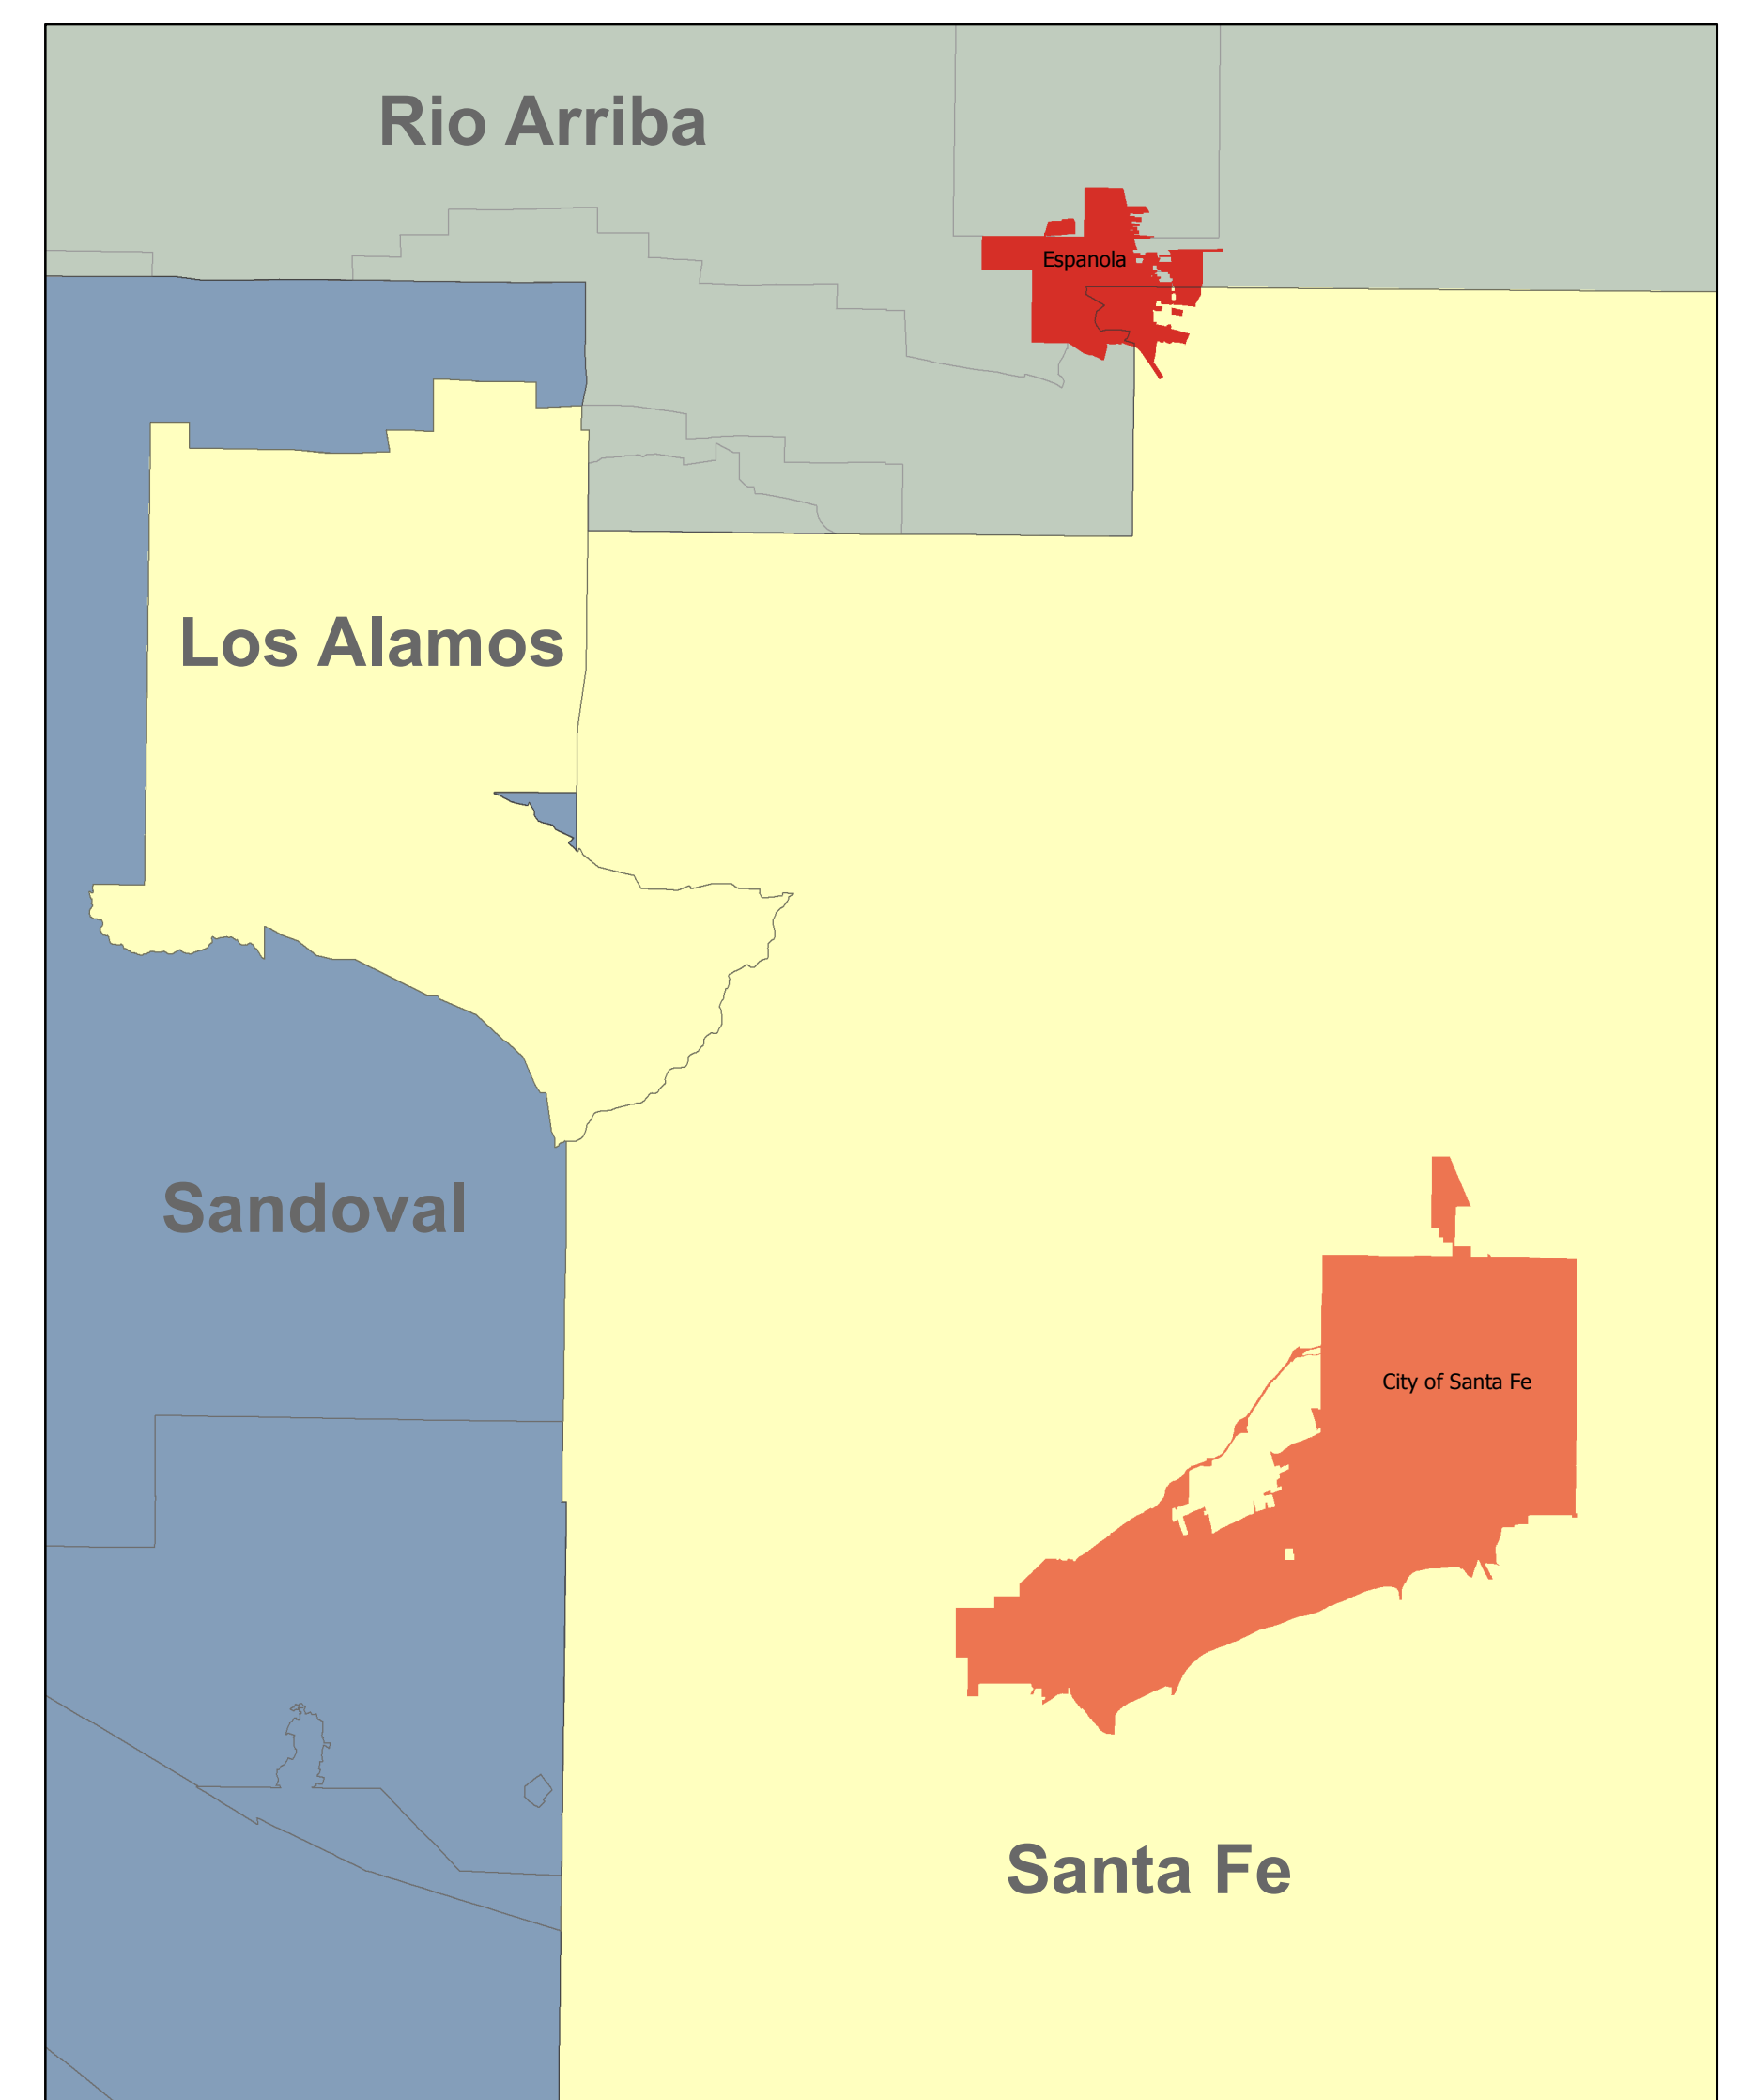 Rio Arriba
Espanola
Los Alamos
Sandoval
City of Santa Fe
Santa Fe